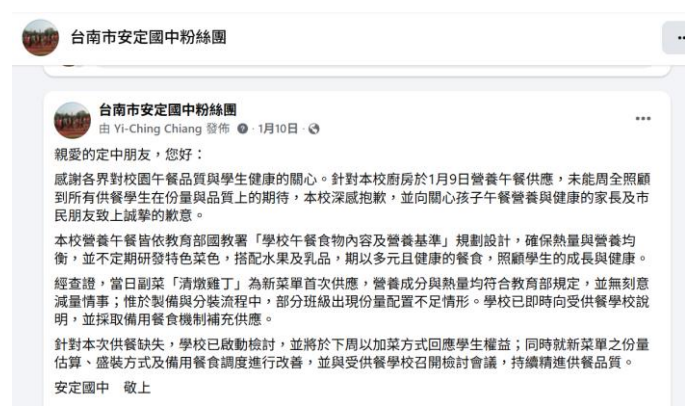 台南市安定國中粉絲團
台南市安定國中粉絲團
由 Yi-Ching Chiang 發佈 · 1月10日 ·
親愛的定中朋友，您好：
感謝各界對校園午餐品質與學生健康的關心。針對本校廚房於1月9日營養午餐供應，未能周全照顧
到所有供餐學生在份量與品質上的期待，本校深感抱歉，並向關心孩子午餐營養與健康的家長及市
民朋友致上誠摯的歉意。
本校營養午餐皆依教育部國教署「學校午餐食物內容及營養基準」規劃設計，確保熱量與營養均
衡，並不定期研發特色菜色，搭配水果及乳品，期以多元且健康的餐食，照顧學生的成長與健康。
經查證，當日副菜「清燉雞丁」為新菜單首次供應，營養成分與熱量均符合教育部規定，並無刻意
減量情事；惟於製備與分裝流程中，部分班級出現份量配置不足情形。學校已即時向受供餐學校說
明，並採取備用餐食機制補充供應。
針對本次供餐缺失，學校已啟動檢討，並將於下周以加菜方式回應學生權益；同時就新菜單之份量
估算、盛裝方式及備用餐食調度進行改善，並與受供餐學校召開檢討會議，持續精進供餐品質。
安定國中　敬上